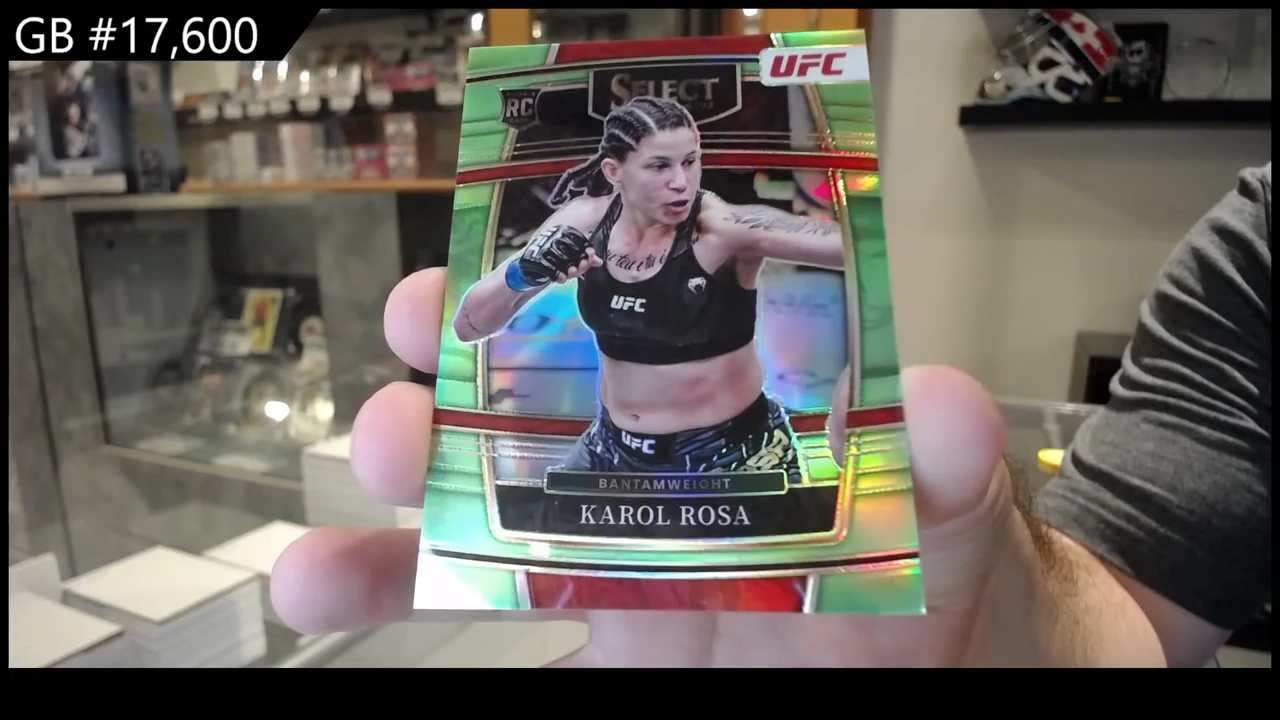 GB #17,600
UFC
SELECT
RC
UFC
UFC
BANTAMWEIGHT
KAROL ROSA